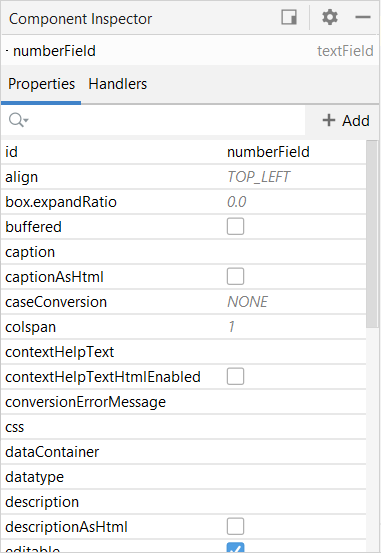 Component Inspector
· numberField textField
Properties Handlers
+ Add
id numberField
align TOP_LEFT
box.expandRatio 0.0
buffered
caption
captionAsHtml
caseConversion NONE
colspan 1
contextHelpText
contextHelpTextHtmlEnabled
conversionErrorMessage
css
dataContainer
datatype
description
descriptionAsHtml
editable